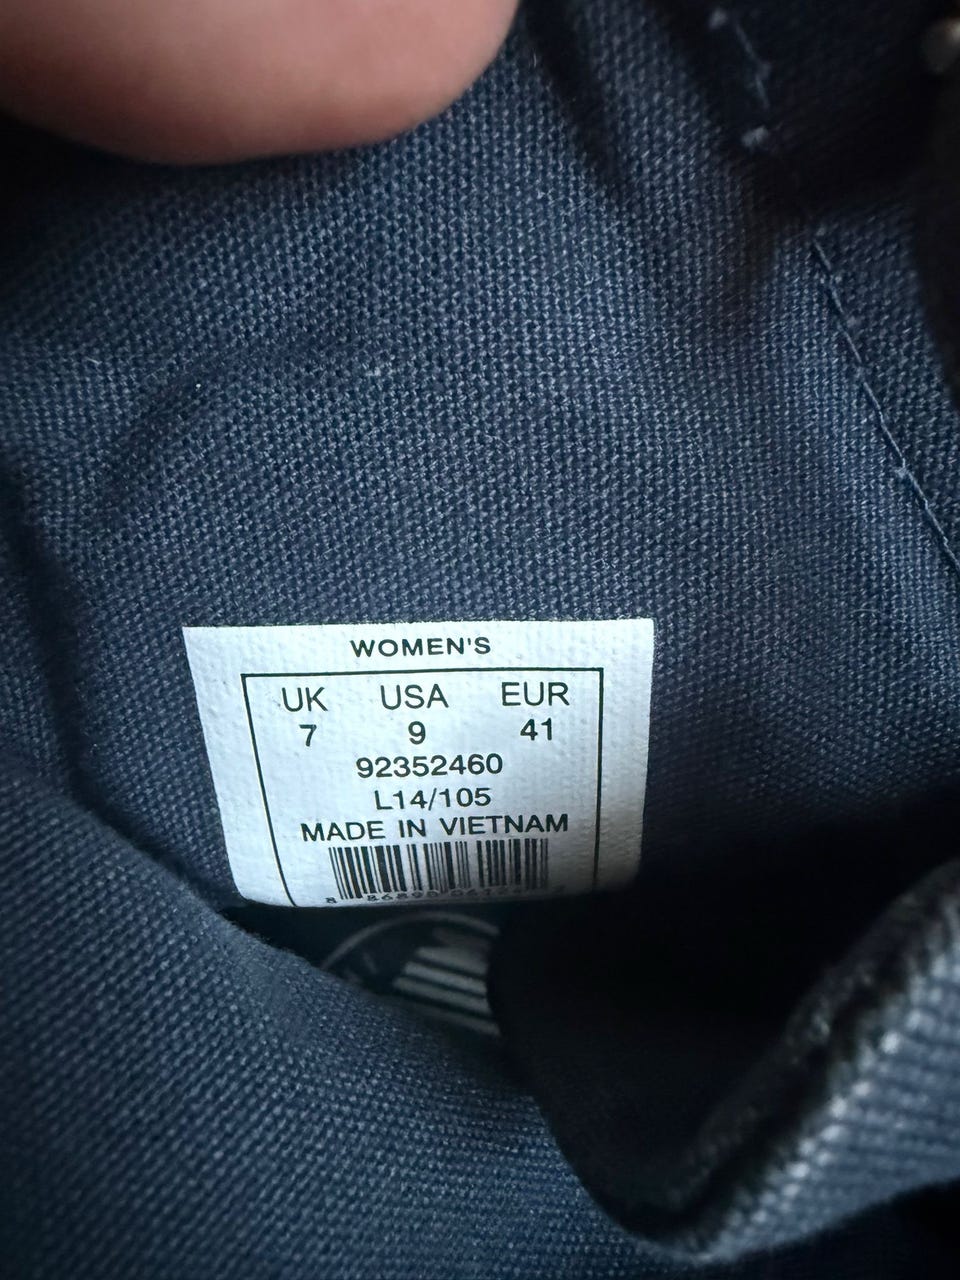 WOMEN'S
UK USA EUR
7 9 41
92352460
L14/105
MADE IN VIETNAM